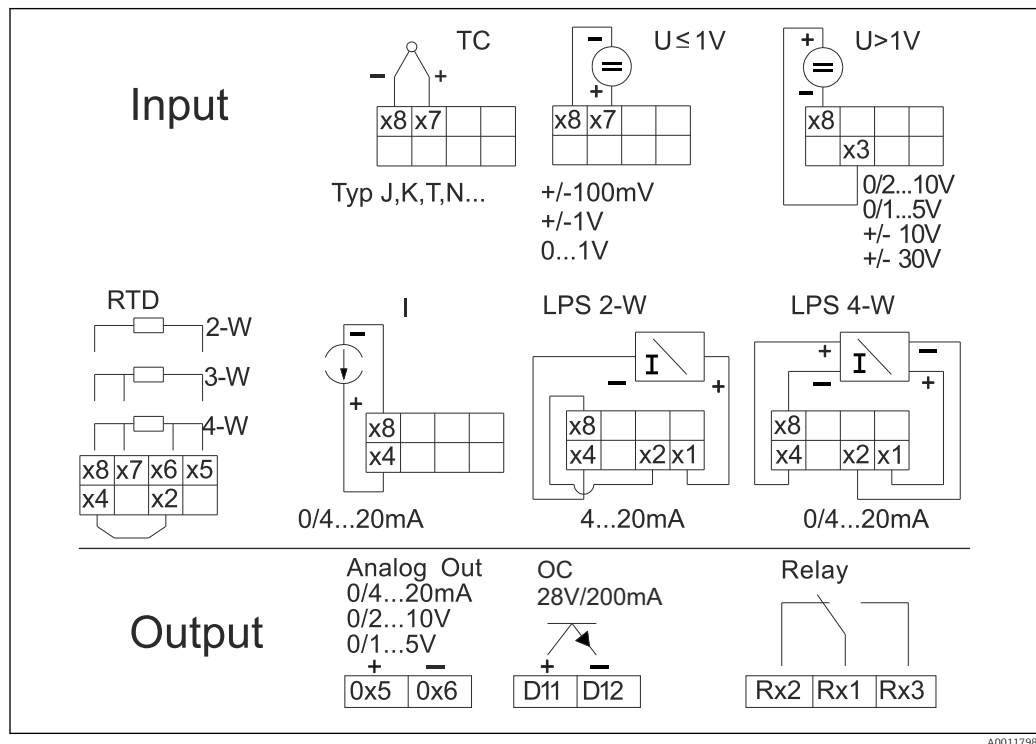 Input
TC
– +
x8 x7
Typ J,K,T,N...
U ≤ 1V
–
+
x8 x7
+/-100mV
+/-1V
0...1V
U>1V
+
–
x8
x3
0/2...10V
0/1...5V
+/- 10V
+/- 30V
RTD
2-W
3-W
4-W
x8 x7 x6 x5
x4 x2
I
–
+
x8
x4
0/4...20mA
LPS 2-W
I
– +
x8
x4 x2 x1
4...20mA
LPS 4-W
+ –
I
– +
x8
x4 x2 x1
0/4...20mA
Output
Analog Out
0/4...20mA
0/2...10V
0/1...5V
+ –
0x5 0x6
OC
28V/200mA
+ –
D11 D12
Relay
Rx2 Rx1 Rx3
A0011798